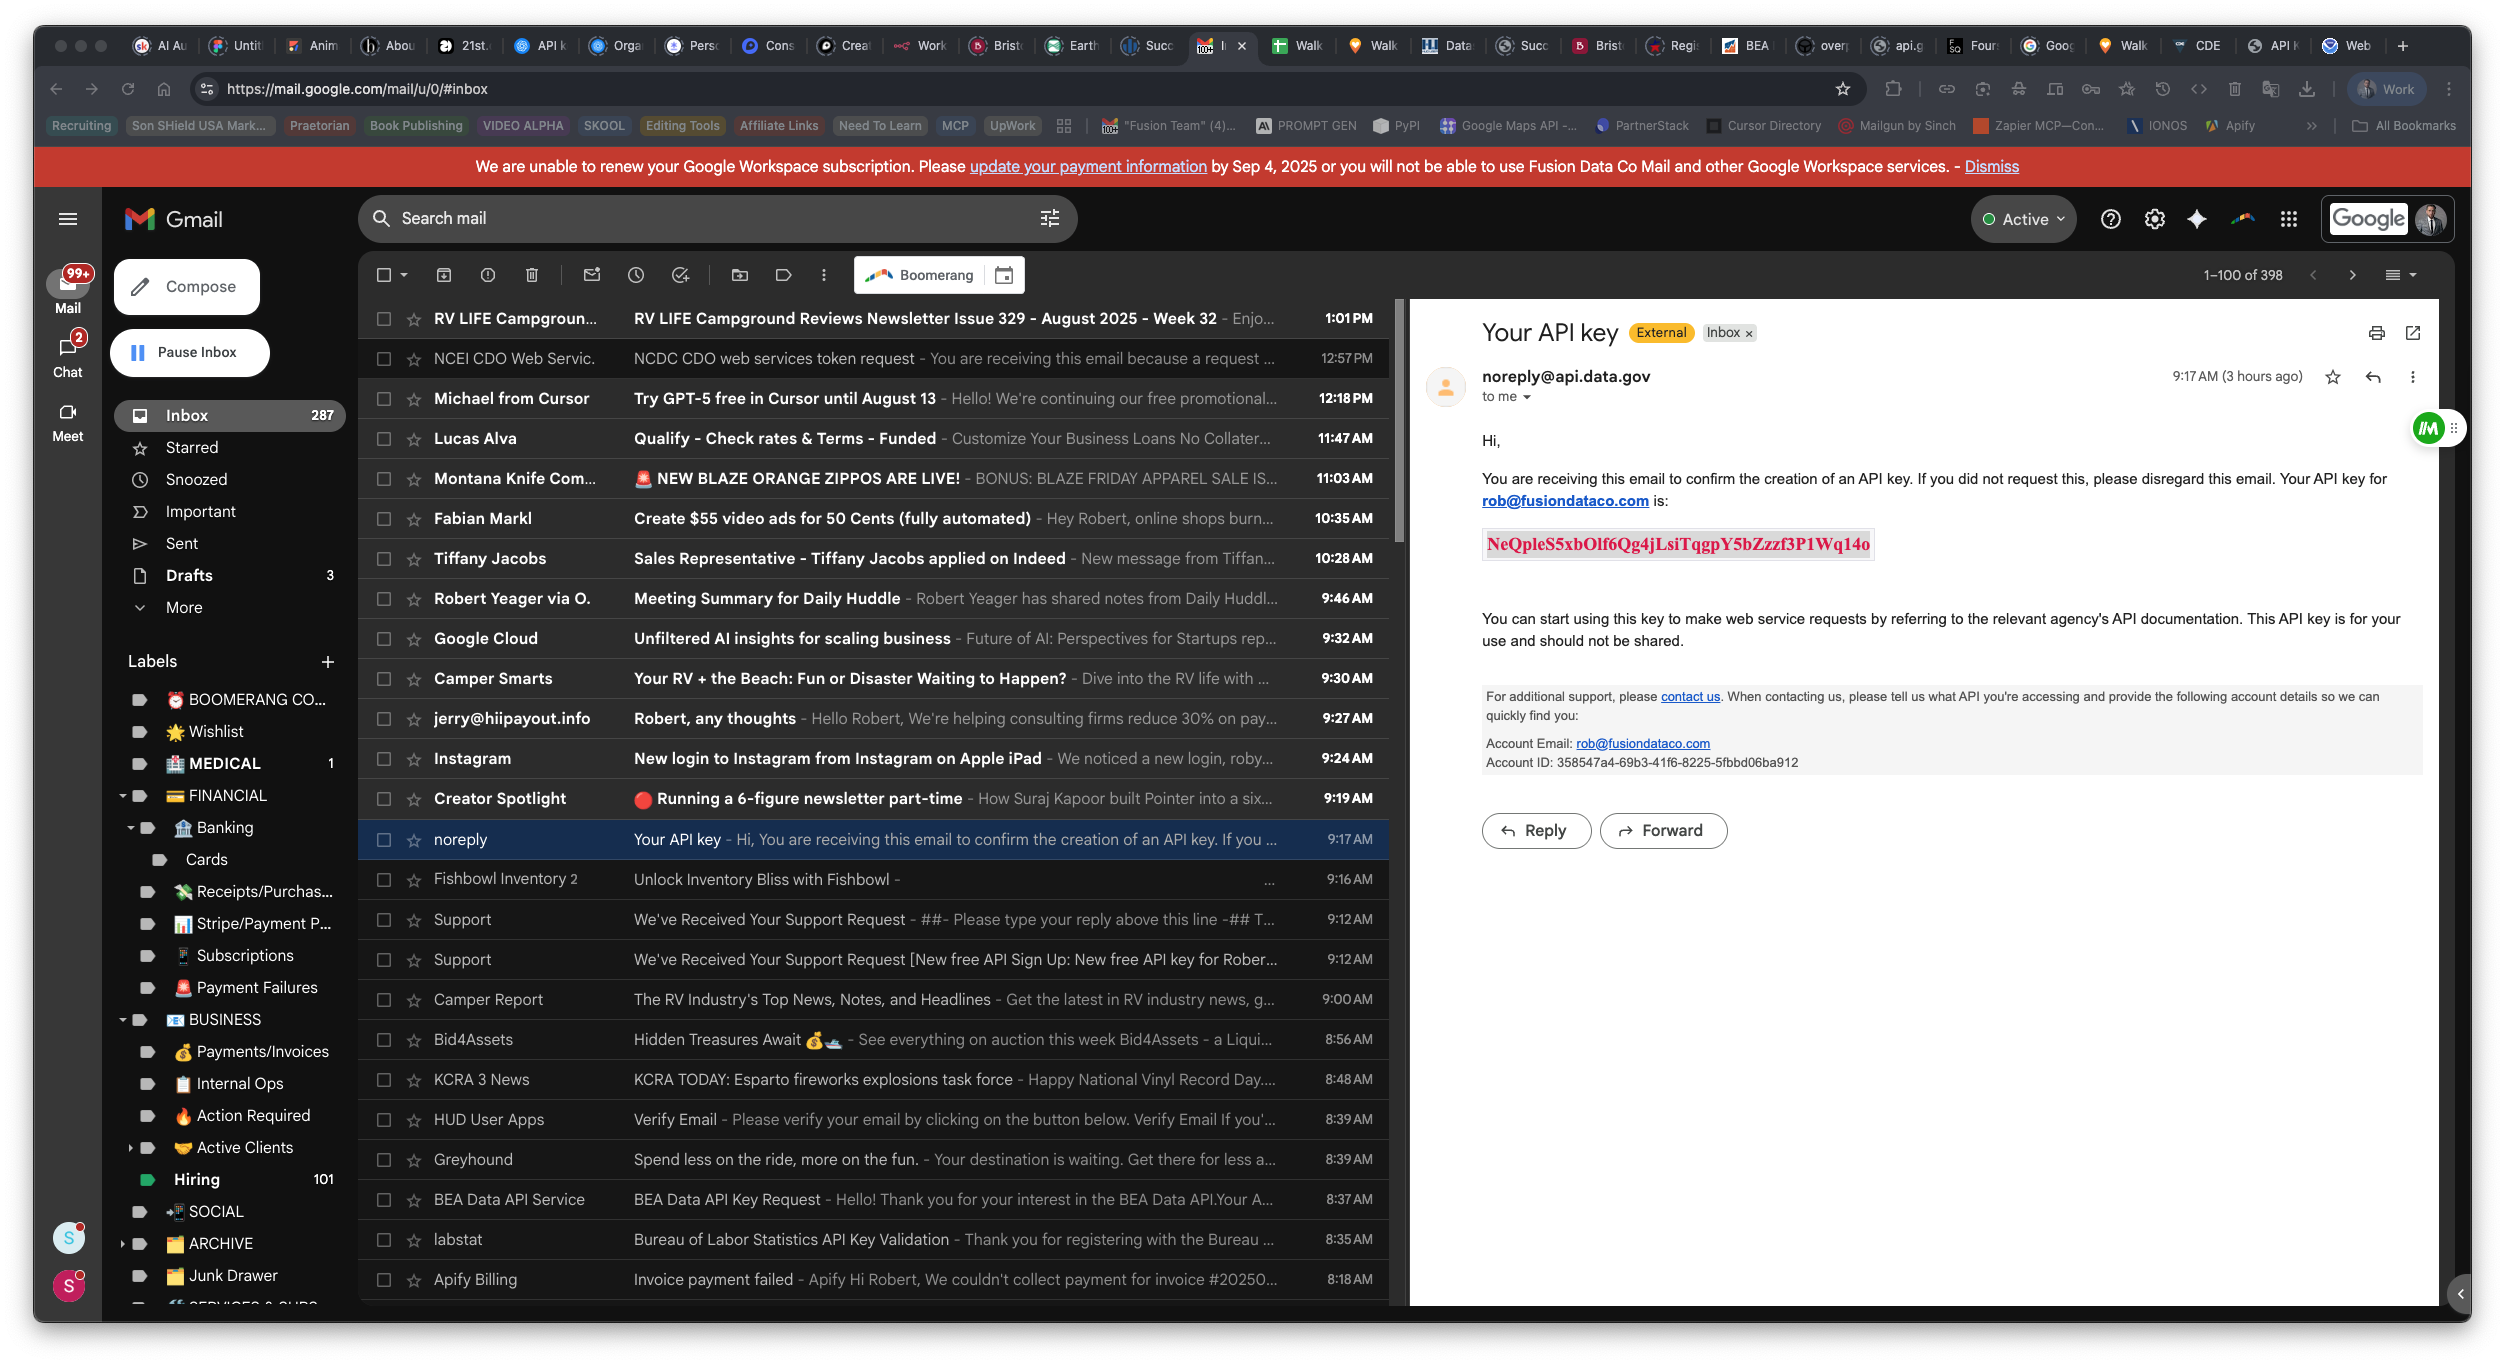 AI Au
Untit
Anim
Abou
21st.
API k
Orga
Perso
Cons
Creat
Work
Bristo
Earth
Succ
Walk
Walk
Data
Succ
Brist
Regis
BEA
over
api.g
Fours
Goog
Walk
CDE
API K
Web
https://mail.google.com/mail/u/0/#inbox
Work
Recruiting
Son SHield USA Mark...
Praetorian
Book Publishing
VIDEO ALPHA
SKOOL
Editing Tools
Affiliate Links
Need To Learn
MCP
UpWork
"Fusion Team" (4)...
PROMPT GEN
PyPI
Google Maps API -...
PartnerStack
Cursor Directory
Mailgun by Sinch
Zapier MCP—Con...
IONOS
Apify
All Bookmarks
We are unable to renew your Google Workspace subscription. Please update your payment information by Sep 4, 2025 or you will not be able to use Fusion Data Co Mail and other Google Workspace services. - Dismiss
Gmail
Search mail
Active
Google
99+
Mail
2
Chat
Meet
Compose
Pause Inbox
Inbox 287
Starred
Snoozed
Important
Sent
Drafts 3
More
Labels
⏰ BOOMERANG CO...
🌟 Wishlist
🏥 MEDICAL 1
💳 FINANCIAL
🏦 Banking
Cards
💸 Receipts/Purchas...
📊 Stripe/Payment P...
📱 Subscriptions
🚨 Payment Failures
📧 BUSINESS
💰 Payments/Invoices
📋 Internal Ops
🔥 Action Required
🤝 Active Clients
Hiring 101
📲 SOCIAL
🗂️ ARCHIVE
🗂️ Junk Drawer
S
S
Boomerang
1–100 of 398
RV LIFE Campgroun... RV LIFE Campground Reviews Newsletter Issue 329 - August 2025 - Week 32 - Enjo... 1:01 PM
NCEI CDO Web Servic. NCDC CDO web services token request - You are receiving this email because a request ... 12:57 PM
Michael from Cursor Try GPT-5 free in Cursor until August 13 - Hello! We're continuing our free promotional... 12:18 PM
Lucas Alva Qualify - Check rates & Terms - Funded - Customize Your Business Loans No Collater... 11:47 AM
Montana Knife Com... 🚨 NEW BLAZE ORANGE ZIPPOS ARE LIVE! - BONUS: BLAZE FRIDAY APPAREL SALE IS... 11:03 AM
Fabian Markl Create $55 video ads for 50 Cents (fully automated) - Hey Robert, online shops burn... 10:35 AM
Tiffany Jacobs Sales Representative - Tiffany Jacobs applied on Indeed - New message from Tiffan... 10:28 AM
Robert Yeager via O. Meeting Summary for Daily Huddle - Robert Yeager has shared notes from Daily Huddl... 9:46 AM
Google Cloud Unfiltered AI insights for scaling business - Future of AI: Perspectives for Startups rep... 9:32 AM
Camper Smarts Your RV + the Beach: Fun or Disaster Waiting to Happen? - Dive into the RV life with ... 9:30 AM
jerry@hiipayout.info Robert, any thoughts - Hello Robert, We're helping consulting firms reduce 30% on pay... 9:27 AM
Instagram New login to Instagram from Instagram on Apple iPad - We noticed a new login, roby... 9:24 AM
Creator Spotlight 🔴 Running a 6-figure newsletter part-time - How Suraj Kapoor built Pointer into a six... 9:19 AM
noreply Your API key - Hi, You are receiving this email to confirm the creation of an API key. If you ... 9:17 AM
Fishbowl Inventory 2 Unlock Inventory Bliss with Fishbowl - ... 9:16 AM
Support We've Received Your Support Request - ##- Please type your reply above this line -## T... 9:12 AM
Support We've Received Your Support Request [New free API Sign Up: New free API key for Rober... 9:12 AM
Camper Report The RV Industry's Top News, Notes, and Headlines - Get the latest in RV industry news, g... 9:00 AM
Bid4Assets Hidden Treasures Await 💰🛥️ - See everything on auction this week Bid4Assets - a Liqui... 8:56 AM
KCRA 3 News KCRA TODAY: Esparto fireworks explosions task force - Happy National Vinyl Record Day.... 8:48 AM
HUD User Apps Verify Email - Please verify your email by clicking on the button below. Verify Email If you'... 8:39 AM
Greyhound Spend less on the ride, more on the fun. - Your destination is waiting. Get there for less a... 8:39 AM
BEA Data API Service BEA Data API Key Request - Hello! Thank you for your interest in the BEA Data API.Your A... 8:37 AM
labstat Bureau of Labor Statistics API Key Validation - Thank you for registering with the Bureau ... 8:35 AM
Apify Billing Invoice payment failed - Apify Hi Robert, We couldn't collect payment for invoice #20250... 8:18 AM
Your API key External Inbox ×
noreply@api.data.gov 9:17 AM (3 hours ago)
to me
Hi,
You are receiving this email to confirm the creation of an API key. If you did not request this, please disregard this email. Your API key for
rob@fusiondataco.com is:
NeQpleS5xbOlf6Qg4jLsiTqgpY5bZzzf3P1Wq14o
You can start using this key to make web service requests by referring to the relevant agency's API documentation. This API key is for your
use and should not be shared.
For additional support, please contact us. When contacting us, please tell us what API you're accessing and provide the following account details so we can
quickly find you:
Account Email: rob@fusiondataco.com
Account ID: 358547a4-69b3-41f6-8225-5fbbd06ba912
Reply
Forward